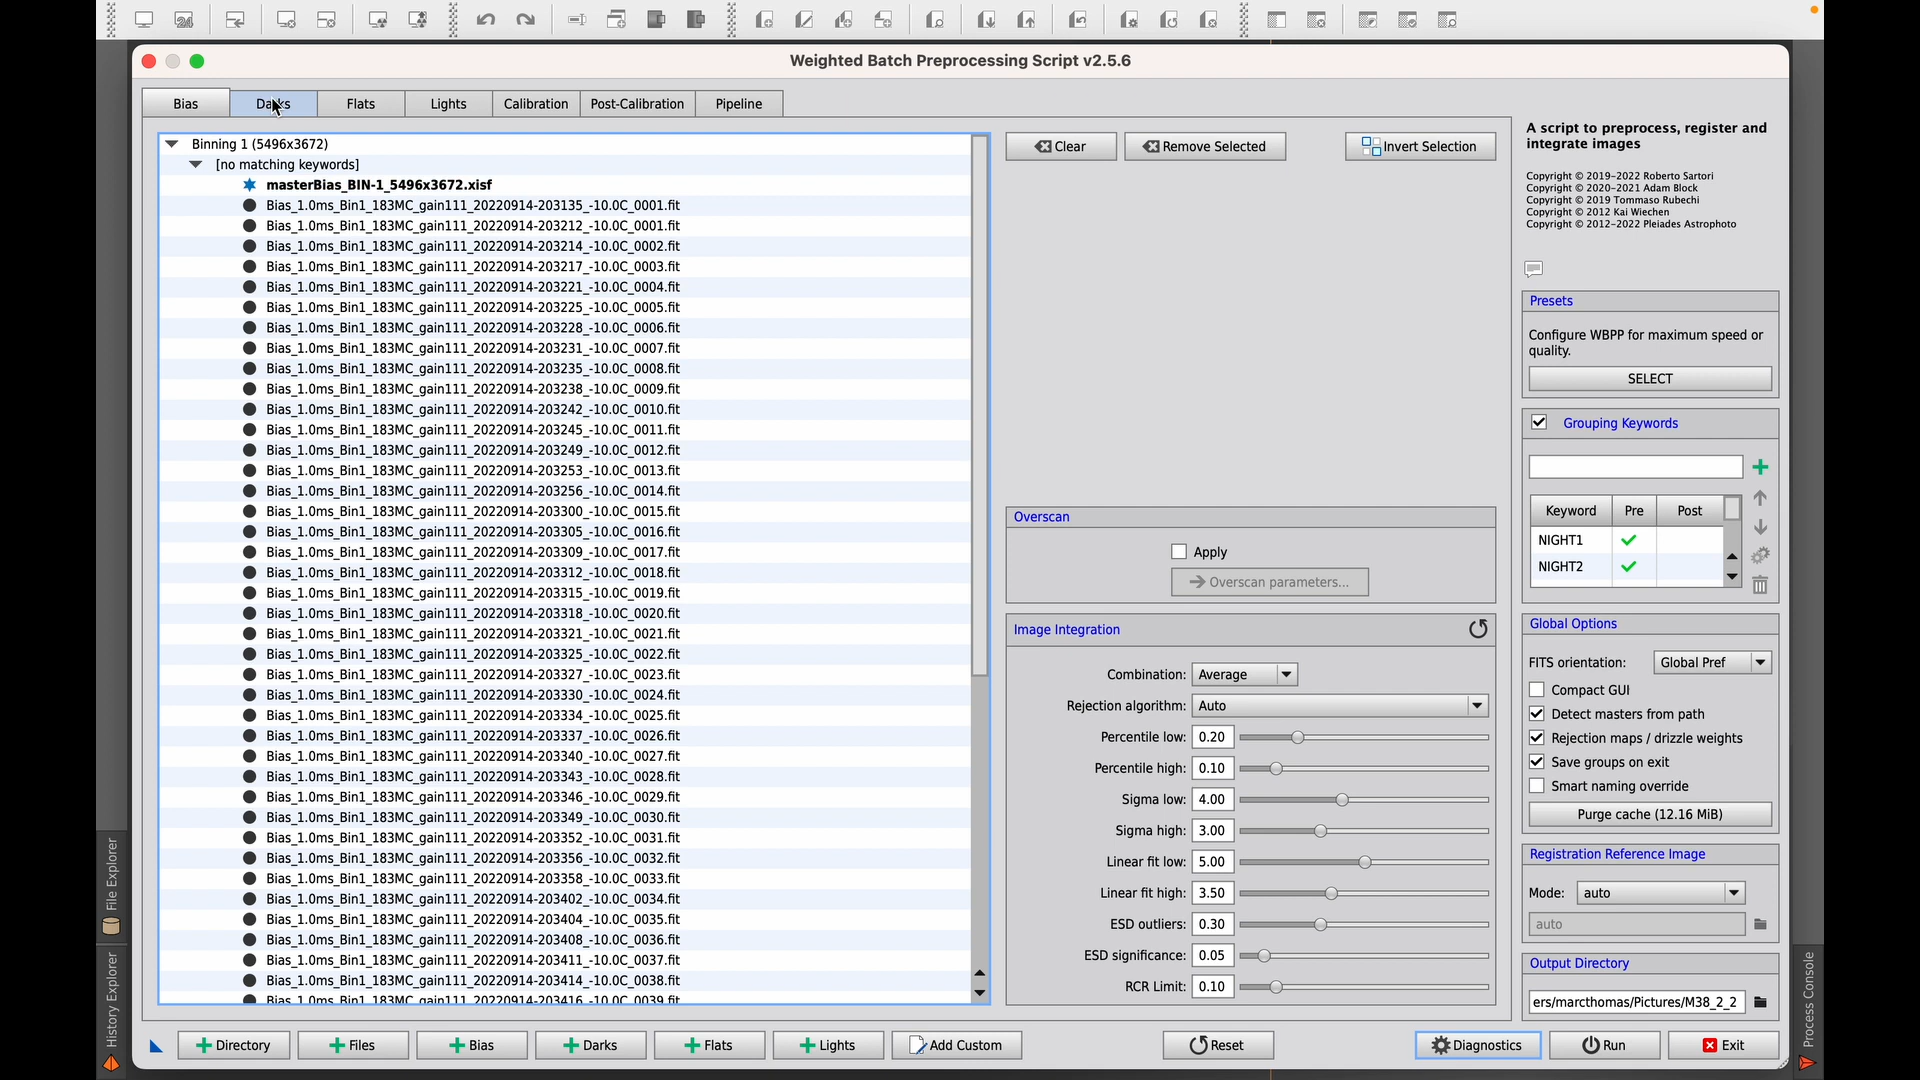 24
Weighted Batch Preprocessing Script v2.5.6
Bias
Darks
Flats
Lights
Calibration
Post-Calibration
Pipeline
Binning 1 (5496x3672)
[no matching keywords]
masterBias_BIN-1_5496x3672.xisf
Bias_1.0ms_Bin1_183MC_gain111_20220914-203135_-10.0C_0001.fit
Bias_1.0ms_Bin1_183MC_gain111_20220914-203212_-10.0C_0001.fit
Bias_1.0ms_Bin1_183MC_gain111_20220914-203214_-10.0C_0002.fit
Bias_1.0ms_Bin1_183MC_gain111_20220914-203217_-10.0C_0003.fit
Bias_1.0ms_Bin1_183MC_gain111_20220914-203221_-10.0C_0004.fit
Bias_1.0ms_Bin1_183MC_gain111_20220914-203225_-10.0C_0005.fit
Bias_1.0ms_Bin1_183MC_gain111_20220914-203228_-10.0C_0006.fit
Bias_1.0ms_Bin1_183MC_gain111_20220914-203231_-10.0C_0007.fit
Bias_1.0ms_Bin1_183MC_gain111_20220914-203235_-10.0C_0008.fit
Bias_1.0ms_Bin1_183MC_gain111_20220914-203238_-10.0C_0009.fit
Bias_1.0ms_Bin1_183MC_gain111_20220914-203242_-10.0C_0010.fit
Bias_1.0ms_Bin1_183MC_gain111_20220914-203245_-10.0C_0011.fit
Bias_1.0ms_Bin1_183MC_gain111_20220914-203249_-10.0C_0012.fit
Bias_1.0ms_Bin1_183MC_gain111_20220914-203253_-10.0C_0013.fit
Bias_1.0ms_Bin1_183MC_gain111_20220914-203256_-10.0C_0014.fit
Bias_1.0ms_Bin1_183MC_gain111_20220914-203300_-10.0C_0015.fit
Bias_1.0ms_Bin1_183MC_gain111_20220914-203305_-10.0C_0016.fit
Bias_1.0ms_Bin1_183MC_gain111_20220914-203309_-10.0C_0017.fit
Bias_1.0ms_Bin1_183MC_gain111_20220914-203312_-10.0C_0018.fit
Bias_1.0ms_Bin1_183MC_gain111_20220914-203315_-10.0C_0019.fit
Bias_1.0ms_Bin1_183MC_gain111_20220914-203318_-10.0C_0020.fit
Bias_1.0ms_Bin1_183MC_gain111_20220914-203321_-10.0C_0021.fit
Bias_1.0ms_Bin1_183MC_gain111_20220914-203325_-10.0C_0022.fit
Bias_1.0ms_Bin1_183MC_gain111_20220914-203327_-10.0C_0023.fit
Bias_1.0ms_Bin1_183MC_gain111_20220914-203330_-10.0C_0024.fit
Bias_1.0ms_Bin1_183MC_gain111_20220914-203334_-10.0C_0025.fit
Bias_1.0ms_Bin1_183MC_gain111_20220914-203337_-10.0C_0026.fit
Bias_1.0ms_Bin1_183MC_gain111_20220914-203340_-10.0C_0027.fit
Bias_1.0ms_Bin1_183MC_gain111_20220914-203343_-10.0C_0028.fit
Bias_1.0ms_Bin1_183MC_gain111_20220914-203346_-10.0C_0029.fit
Bias_1.0ms_Bin1_183MC_gain111_20220914-203349_-10.0C_0030.fit
Bias_1.0ms_Bin1_183MC_gain111_20220914-203352_-10.0C_0031.fit
Bias_1.0ms_Bin1_183MC_gain111_20220914-203356_-10.0C_0032.fit
Bias_1.0ms_Bin1_183MC_gain111_20220914-203358_-10.0C_0033.fit
Bias_1.0ms_Bin1_183MC_gain111_20220914-203402_-10.0C_0034.fit
Bias_1.0ms_Bin1_183MC_gain111_20220914-203404_-10.0C_0035.fit
Bias_1.0ms_Bin1_183MC_gain111_20220914-203408_-10.0C_0036.fit
Bias_1.0ms_Bin1_183MC_gain111_20220914-203411_-10.0C_0037.fit
Bias_1.0ms_Bin1_183MC_gain111_20220914-203414_-10.0C_0038.fit
Bias_1.0ms_Bin1_183MC_gain111_20220914-203416_-10.0C_0039.fit
Clear
Remove Selected
Invert Selection
Overscan
Apply
Overscan parameters...
Image Integration
Combination: Average
Rejection algorithm: Auto
Percentile low: 0.20
Percentile high: 0.10
Sigma low: 4.00
Sigma high: 3.00
Linear fit low: 5.00
Linear fit high: 3.50
ESD outliers: 0.30
ESD significance: 0.05
RCR Limit: 0.10
A script to preprocess, register and
integrate images
Copyright © 2019-2022 Roberto Sartori
Copyright © 2020-2021 Adam Block
Copyright © 2019 Tommaso Rubechi
Copyright © 2012 Kai Wiechen
Copyright © 2012-2022 Pleiades Astrophoto
Presets
Configure WBPP for maximum speed or
quality.
SELECT
Grouping Keywords
Keyword Pre Post
NIGHT1
NIGHT2
Global Options
FITS orientation: Global Pref
Compact GUI
Detect masters from path
Rejection maps / drizzle weights
Save groups on exit
Smart naming override
Purge cache (12.16 MiB)
Registration Reference Image
Mode: auto
auto
Output Directory
ers/marcthomas/Pictures/M38_2_2
Directory
Files
Bias
Darks
Flats
Lights
Add Custom
Reset
Diagnostics
Run
Exit
File Explorer
History Explorer
Process Console